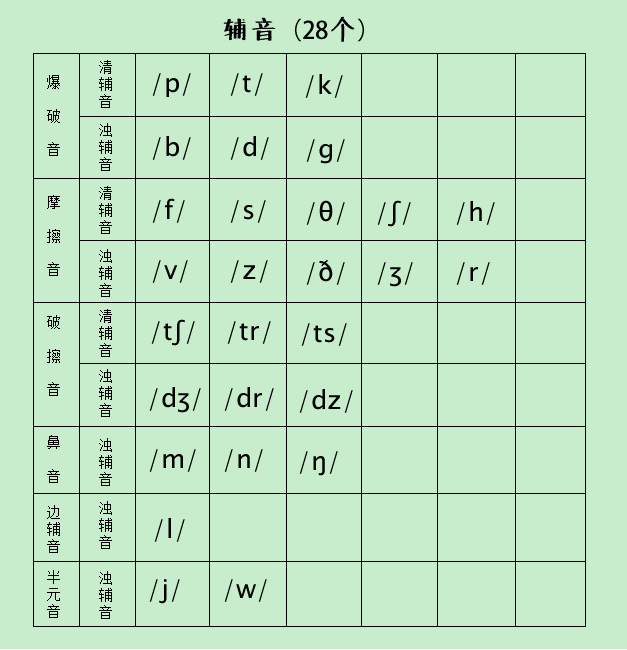 辅音（28个）
爆破音 清辅音 /p/ /t/ /k/
浊辅音 /b/ /d/ /g/
摩擦音 清辅音 /f/ /s/ /θ/ /ʃ/ /h/
浊辅音 /v/ /z/ /ð/ /ʒ/ /r/
破擦音 清辅音 /tʃ/ /tr/ /ts/
浊辅音 /dʒ/ /dr/ /dz/
鼻音 浊辅音 /m/ /n/ /ŋ/
边辅音 浊辅音 /l/
半元音 浊辅音 /j/ /w/